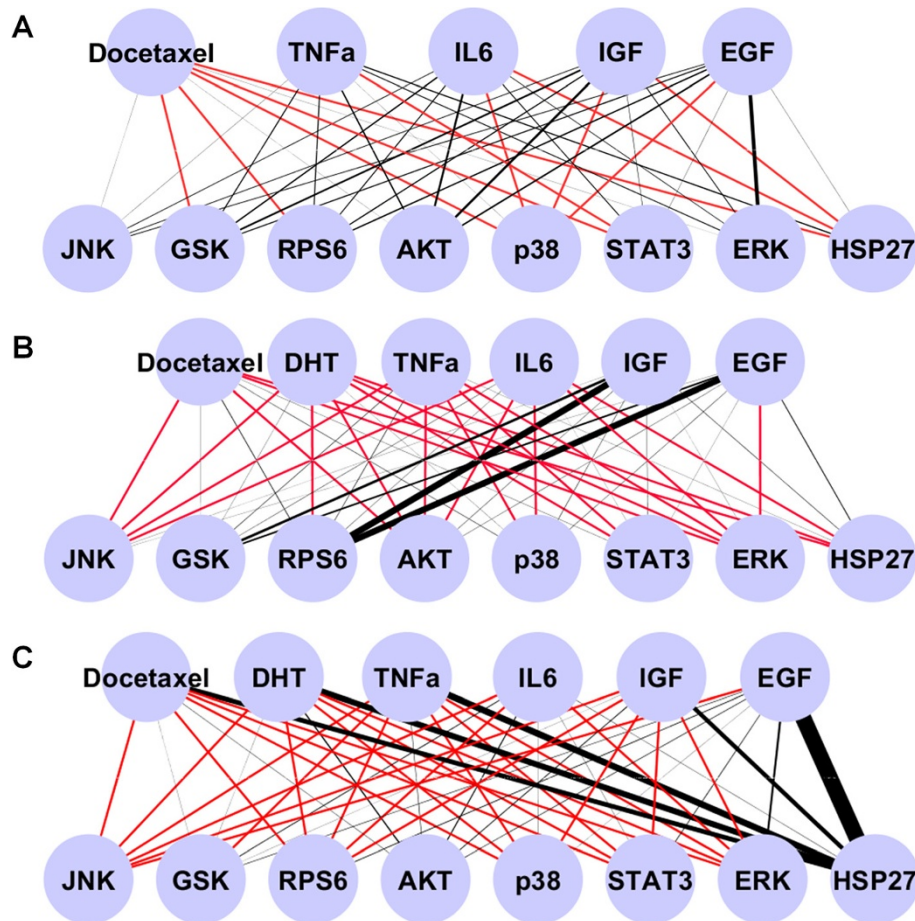 A
Docetaxel TNFa IL6 IGF EGF
JNK GSK RPS6 AKT p38 STAT3 ERK HSP27
B
Docetaxel DHT TNFa IL6 IGF EGF
JNK GSK RPS6 AKT p38 STAT3 ERK HSP27
C
Docetaxel DHT TNFa IL6 IGF EGF
JNK GSK RPS6 AKT p38 STAT3 ERK HSP27